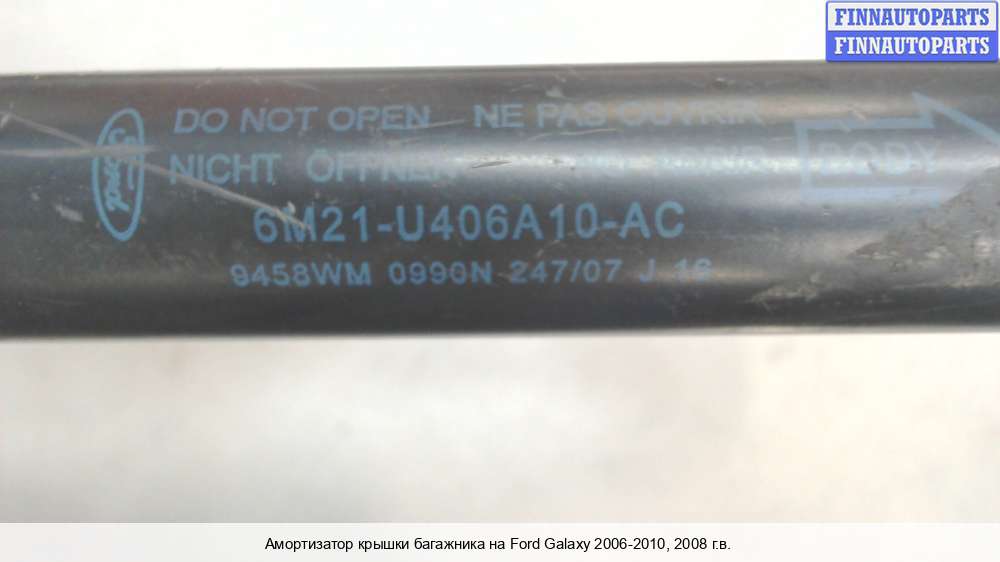 FINNAUTOPARTS
FINNAUTOPARTS
Ford
DO NOT OPEN NE PAS OUVRIR
NICHT ÖFFNEN
BODY
6M21-U406A10-AC
9458WM 0990N 247/07 J 16
Амортизатор крышки багажника на Ford Galaxy 2006-2010, 2008 г.в.